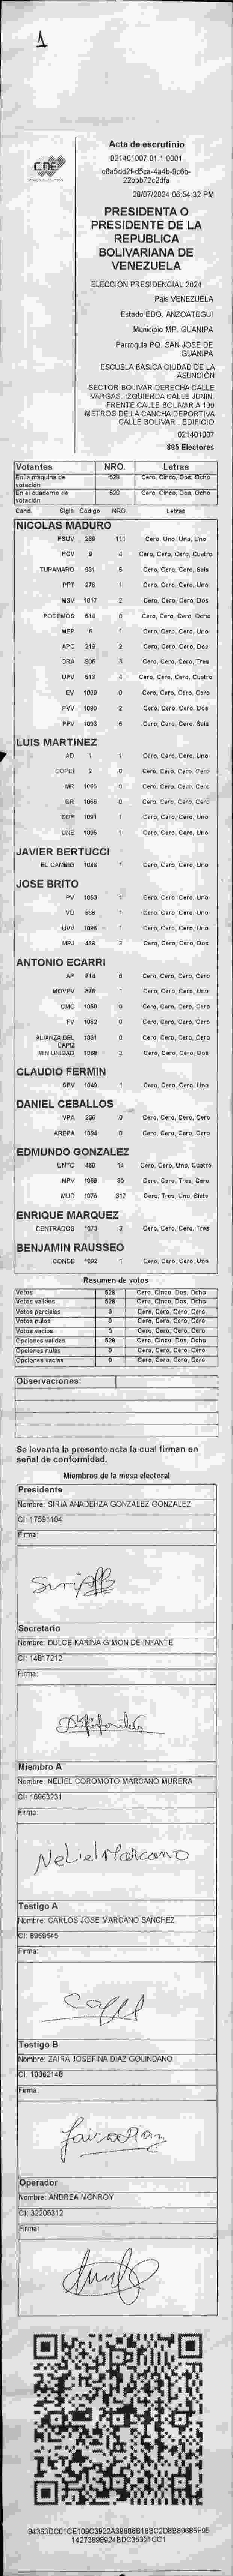 1
CNE
Acta de escrutinio
021401007.01.1.0001
28/07/2024 06:54:32 PM
PRESIDENTA O
PRESIDENTE DE LA
REPUBLICA
BOLIVARIANA DE
VENEZUELA
ELECCIÓN PRESIDENCIAL 2024
Pais VENEZUELA
Estado EDO. ANZOATEGUI
Municipio MP. GUANIPA
Parroquia PQ. SAN JOSE DE
GUANIPA
ESCUELA BASICA CIUDAD DE LA
ASUNCIÓN
SECTOR BOLIVAR DERECHA CALLE
VARGAS. IZQUIERDA CALLE JUNIN.
FRENTE CALLE BOLIVAR A 100
METROS DE LA CANCHA DEPORTIVA
CALLE BOLIVAR . EDIFICIO
021401007
895 Electores
Votantes NRO. Letras
En la máquina de votación 528 Cero, Cinco, Dos, Ocho
En el cuaderno de votación 528 Cero, Cinco, Dos, Ocho
Cand. Sigla Código NRO. Letras
NICOLAS MADURO
PSUV 268 111 Cero, Uno, Uno, Uno
PCV 9 4 Cero, Cero, Cero, Cuatro
TUPAMARO 931 6 Cero, Cero, Cero, Seis
PPT 276 1 Cero, Cero, Cero, Uno
MSV 1017 2 Cero, Cero, Cero, Dos
PODEMOS 514 8 Cero, Cero, Cero, Ocho
MEP 6 1 Cero, Cero, Cero, Uno
APC 219 2 Cero, Cero, Cero, Dos
ORA 905 3 Cero, Cero, Cero, Tres
UPV 513 4 Cero, Cero, Cero, Cuatro
EV 1089 0 Cero, Cero, Cero, Cero
PVV 1090 2 Cero, Cero, Cero, Dos
PFV 1093 6 Cero, Cero, Cero, Seis
LUIS MARTINEZ
AD 1 1 Cero, Cero, Cero, Uno
COPEI 2 0 Cero, Cero, Cero, Cero
MR 0 Cero, Cero, Cero, Cero
BR 1066 0 Cero, Cero, Cero, Cero
DDP 1091 1 Cero, Cero, Cero, Uno
UNE 1095 1 Cero, Cero, Cero, Uno
JAVIER BERTUCCI
EL CAMBIO 1048 1 Cero, Cero, Cero, Uno
JOSE BRITO
PV 1053 1 Cero, Cero, Cero, Uno
VU 968 1 Cero, Cero, Cero, Uno
UVV 1096 1 Cero, Cero, Cero, Uno
MPJ 458 2 Cero, Cero, Cero, Dos
ANTONIO ECARRI
AP 914 0 Cero, Cero, Cero, Cero
MOVEV 979 1 Cero, Cero, Cero, Uno
CMC 1050 0 Cero, Cero, Cero, Cero
FV 1062 0 Cero, Cero, Cero, Cero
ALIANZA DEL LAPIZ 1051 0 Cero, Cero, Cero, Cero
MIN UNIDAD 1069 2 Cero, Cero, Cero, Dos
CLAUDIO FERMIN
SPV 1049 1 Cero, Cero, Cero, Uno
DANIEL CEBALLOS
VPA 236 0 Cero, Cero, Cero, Cero
AREPA 1094 0 Cero, Cero, Cero, Cero
EDMUNDO GONZALEZ
UNTC 480 14 Cero, Cero, Uno, Cuatro
MPV 1059 30 Cero, Cero, Tres, Cero
MUD 1075 317 Cero, Tres, Uno, Siete
ENRIQUE MARQUEZ
CENTRADOS 1073 3 Cero, Cero, Cero, Tres
BENJAMIN RAUSSEO
CONDE 1092 1 Cero, Cero, Cero, Uno
Resumen de votos
Votos 528 Cero, Cinco, Dos, Ocho
Votos validos 528 Cero, Cinco, Dos, Ocho
Votos parciales 0 Cero, Cero, Cero, Cero
Votos nulos 0 Cero, Cero, Cero, Cero
Votos vacios 0 Cero, Cero, Cero, Cero
Opciones validas 528 Cero, Cinco, Dos, Ocho
Opciones nulas 0 Cero, Cero, Cero, Cero
Opciones vacias 0 Cero, Cero, Cero, Cero
Observaciones:
Se levanta la presente acta la cual firman en
señal de conformidad.
Miembros de la mesa electoral
Presidente
Nombre: SIRIA ANADEHZA GONZALEZ GONZALEZ
CI: 17591104
Firma:
Secretario
Nombre: DULCE KARINA GIMON DE INFANTE
CI: 14817212
Firma:
Miembro A
Nombre: NELIEL COROMOTO MARCANO MURERA
CI: 16963231
Firma:
Neliel Marcano
Testigo A
Nombre: CARLOS JOSE MARCANO SANCHEZ
CI: 8969645
Firma:
Testigo B
Nombre: ZAIRA JOSEFINA DIAZ GOLINDANO
CI: 10062148
Firma:
Operador
Nombre: ANDREA MONROY
CI: 32205312
Firma: